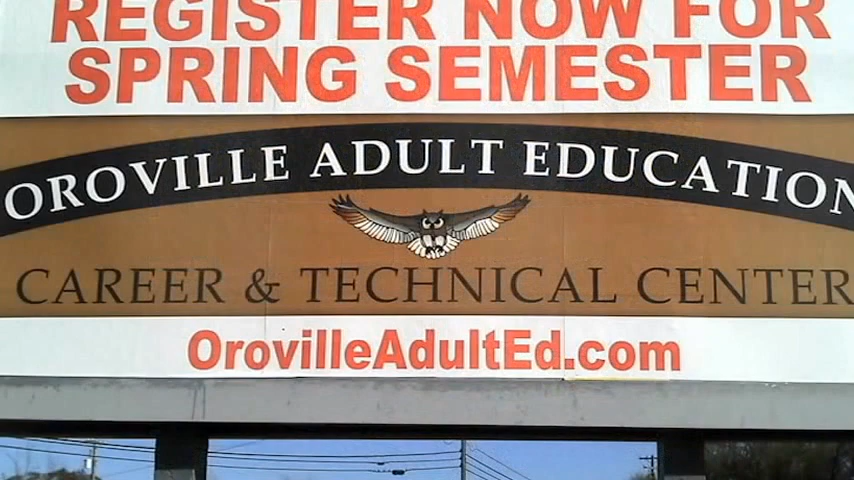 REGISTER NOW FOR
SPRING SEMESTER
OROVILLE ADULT EDUCATION
CAREER & TECHNICAL CENTER
OrovilleAdultEd.com